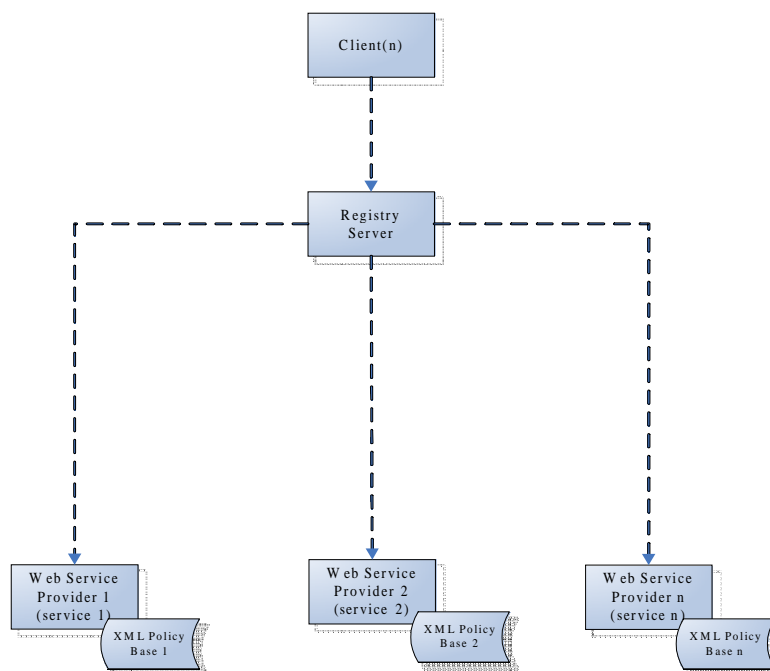 Client(n)
Registry
Server
Web Service
Provider 1
(service 1)
XML Policy
Base 1
Web Service
Provider 2
(service 2)
XML Policy
Base 2
Web Service
Provider n
(service n)
XML Policy
Base n